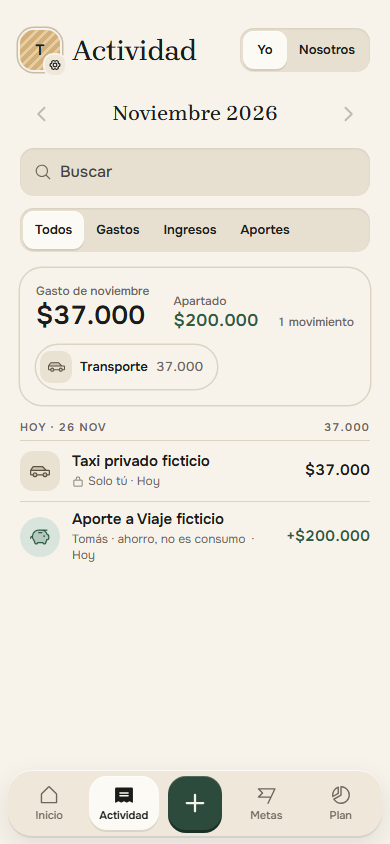 T
Actividad
Yo
Nosotros
Noviembre 2026
Buscar
Todos
Gastos
Ingresos
Aportes
Gasto de noviembre
$37.000
Apartado
$200.000
1 movimiento
Transporte 37.000
HOY · 26 NOV
37.000
Taxi privado ficticio
Solo tú · Hoy
$37.000
Aporte a Viaje ficticio
Tomás · ahorro, no es consumo ·
Hoy
+$200.000
Inicio
Actividad
Metas
Plan